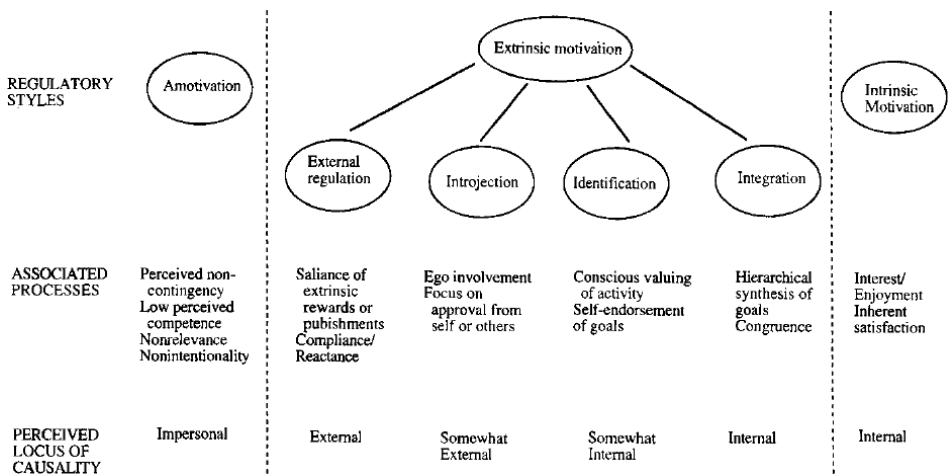 Extrinsic motivation
REGULATORY
STYLES
Amotivation
Intrinsic
Motivation
External
regulation
Introjection
Identification
Integration
ASSOCIATED
PROCESSES
Perceived non-
contingency
Low perceived
competence
Nonrelevance
Nonintentionality
Saliance of
extrinsic
rewards or
pubishments
Compliance/
Reactance
Ego involvement
Focus on
approval from
self or others
Conscious valuing
of activity
Self-endorsement
of goals
Hierarchical
synthesis of
goals
Congruence
Interest/
Enjoyment
Inherent
satisfaction
PERCEIVED
LOCUS OF
CAUSALITY
Impersonal
External
Somewhat
External
Somewhat
Internal
Internal
Internal